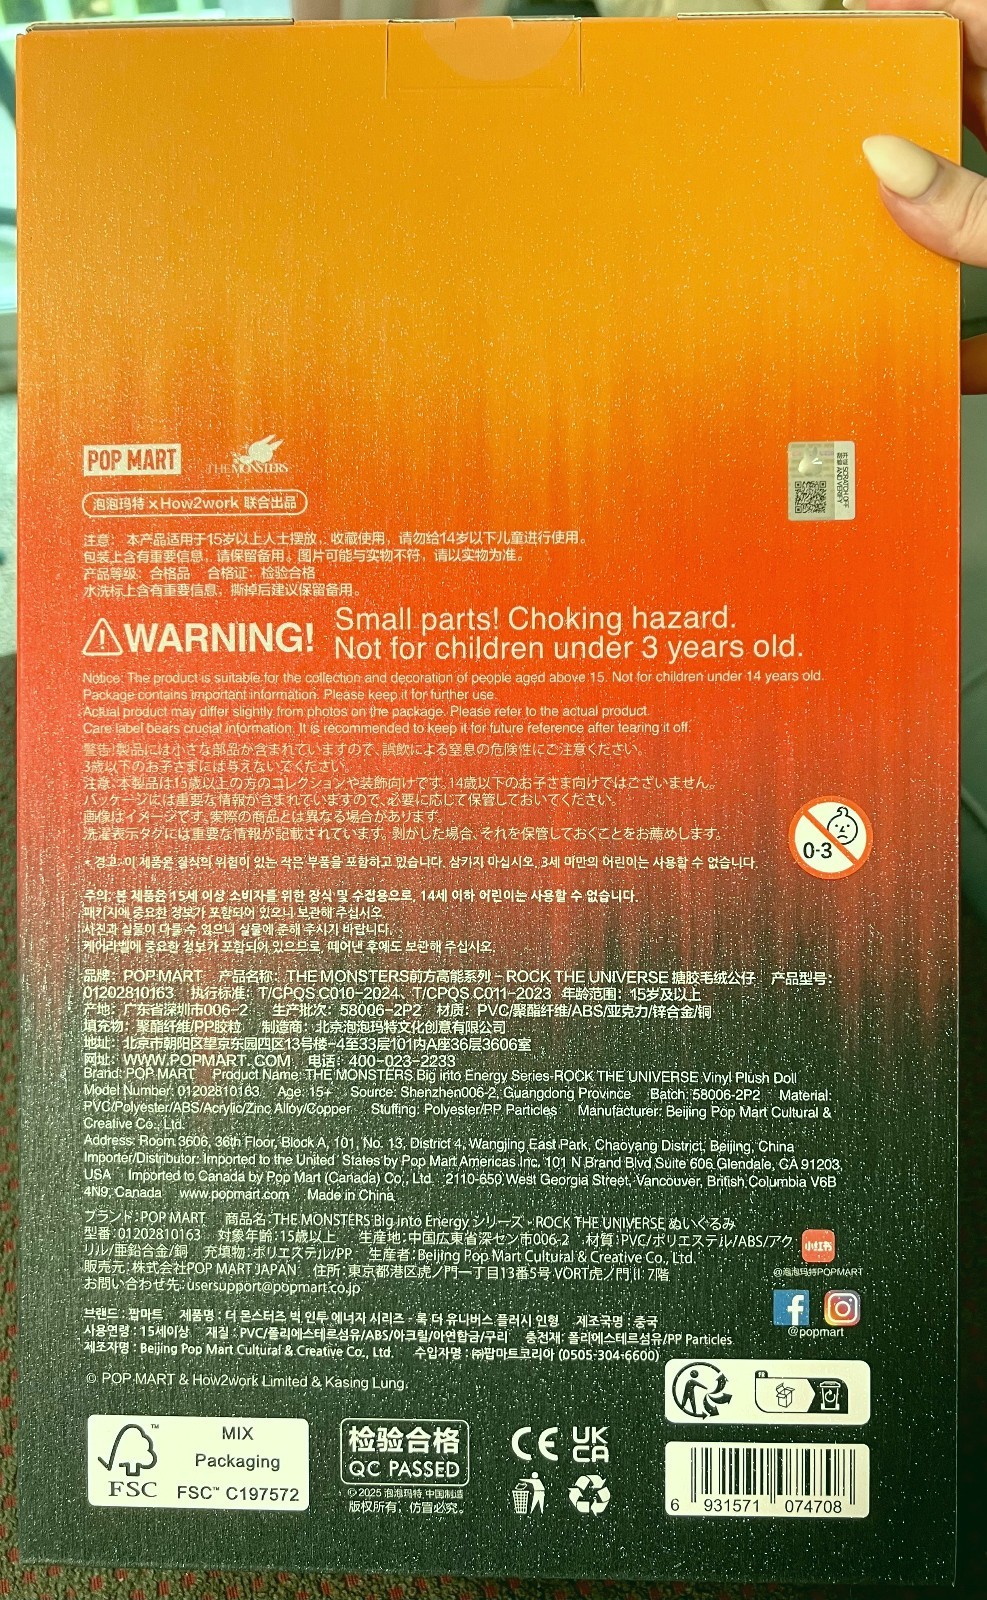 POP MART
THE MONSTERS
泡泡玛特 x How2work 联合出品
开盒刮验
SCRATCH OFF AND VERIFY
注意： 本产品适用于15岁以上人士摆放、收藏使用，请勿给14岁以下儿童进行使用。
包装上含有重要信息，请保留备用。图片可能与实物不符，请以实物为准。
产品等级：合格品 合格证：检验合格
水洗标上含有重要信息，撕掉后建议保留备用。
WARNING!
Small parts! Choking hazard.
Not for children under 3 years old.
Notice: The product is suitable for the collection and decoration of people aged above 15. Not for children under 14 years old.
Package contains important information. Please keep it for further use.
Actual product may differ slightly from photos on the package. Please refer to the actual product.
Care label bears crucial information. It is recommended to keep it for future reference after tearing it off.
警告!製品には小さな部品が含まれていますので、誤飲による窒息の危険性にご注意ください。
3歳以下のお子さまには与えないでください。
注意：本製品は15歳以上の方のコレクションや装飾向けです。14歳以下のお子さま向けではございません。
パッケージには重要な情報が含まれていますので、必要に応じて保管しておいてください。
画像はイメージです。実際の商品とは異なる場合があります。
洗濯表示タグには重要な情報が記載されています。剥がした場合、それを保管しておくことをお薦めします。
0-3
* 경고: 이 제품은 질식의 위험이 있는 작은 부품을 포함하고 있습니다. 삼키지 마십시오, 3세 미만의 어린이는 사용할 수 없습니다.
주의: 본 제품은 15세 이상 소비자를 위한 장식 및 수집용으로, 14세 이하 어린이는 사용할 수 없습니다.
패키지에 중요한 정보가 포함되어 있으니 보관해 주십시오.
사진과 실물이 다를 수 있으니 실물에 준해 주시기 바랍니다.
케어라벨에 중요한 정보가 포함되어 있으므로, 떼어낸 후에도 보관해 주십시오.
品牌：POP MART 产品名称：THE MONSTERS前方高能系列－ROCK THE UNIVERSE 搪胶毛绒公仔 产品型号：
01202810163 执行标准：T/CPQS C010-2024、T/CPQS C011-2023 年龄范围：15岁及以上
产地：广东省深圳市006-2 生产批次：58006-2P2 材质：PVC/聚酯纤维/ABS/亚克力/锌合金/铜
填充物：聚酯纤维/PP胶粒 制造商：北京泡泡玛特文化创意有限公司
地址：北京市朝阳区望京东园四区13号楼-4至33层101内A座36层3606室
网址：WWW.POPMART.COM 电话：400-023-2233
Brand: POP MART Product Name: THE MONSTERS Big into Energy Series-ROCK THE UNIVERSE Vinyl Plush Doll
Model Number: 01202810163 Age: 15+ Source: Shenzhen006-2, Guangdong Province Batch: 58006-2P2 Material:
PVC/Polyester/ABS/Acrylic/Zinc Alloy/Copper Stuffing: Polyester/PP Particles Manufacturer: Beijing Pop Mart Cultural &
Creative Co., Ltd.
Address: Room 3606, 36th Floor, Block A, 101, No. 13, District 4, Wangjing East Park, Chaoyang District, Beijing, China
Importer/Distributor: Imported to the United States by Pop Mart Americas Inc. 101 N Brand Blvd Suite 606 Glendale, CA 91203,
USA Imported to Canada by Pop Mart (Canada) Co., Ltd. 2110-650 West Georgia Street, Vancouver, British Columbia V6B
4N9, Canada www.popmart.com Made in China
ブランド：POP MART 商品名：THE MONSTERS Big into Energy シリーズ - ROCK THE UNIVERSE ぬいぐるみ
型番：01202810163 対象年齢：15歳以上 生産地：中国広東省深セン市006-2 材質：PVC/ポリエステル/ABS/アク
リル/亜鉛合金/銅 充填物：ポリエステル/PP 生産者：Beijing Pop Mart Cultural & Creative Co., Ltd.
販売元：株式会社POP MART JAPAN 住所：東京都港区虎ノ門一丁目13番5号 VORT虎ノ門II 7階
お問い合わせ先：usersupport@popmart.co.jp
小红书
@泡泡玛特POPMART
@popmart
브랜드 : 팝마트 제품명 : 더 몬스터즈 빅 인투 에너지 시리즈 - 록 더 유니버스 플러시 인형 제조국명 : 중국
사용연령 : 15세이상 재질 : PVC/폴리에스테르섬유/ABS/아크릴/아연합금/구리 충전재: 폴리에스테르섬유/PP Particles
제조자명 : Beijing Pop Mart Cultural & Creative Co., Ltd. 수입자명 : ㈜팝마트코리아 (0505-304-6600)
© POP MART & How2work Limited & Kasing Lung.
FR
FSC
MIX
Packaging
FSC™ C197572
检验合格
QC PASSED
©2025 泡泡玛特.中国制造
版权所有，仿冒必究。
CE
UK
CA
6 931571 074708